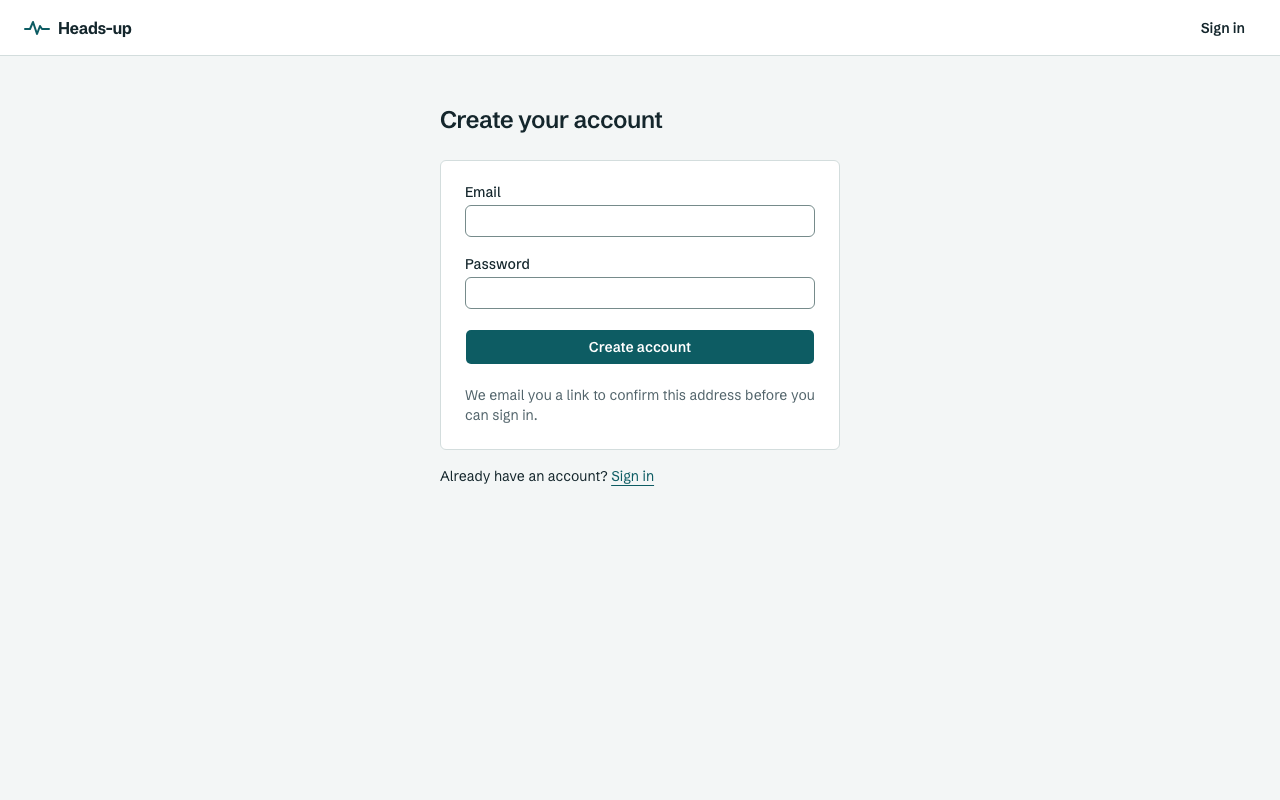 Heads-up
Sign in
Create your account
Email
Password
Create account
We email you a link to confirm this address before you
can sign in.
Already have an account? Sign in